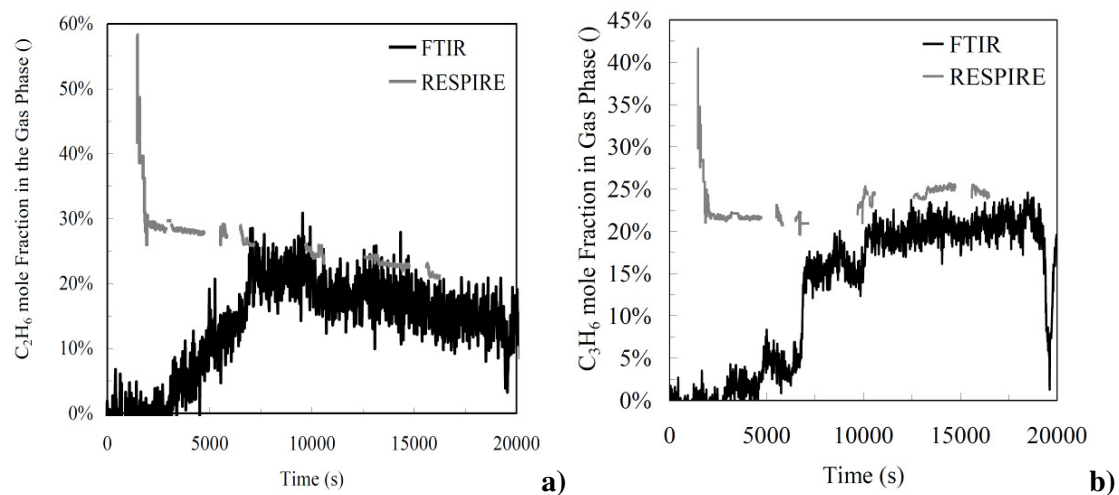 C₂H₆ mole Fraction in the Gas Phase ()
60%
50%
40%
30%
20%
10%
0%
FTIR
RESPIRE
0 5000 10000 15000 20000
Time (s)
a)
C₃H₆ mole Fraction in Gas Phase ()
45%
40%
35%
30%
25%
20%
15%
10%
5%
0%
FTIR
RESPIRE
0 5000 10000 15000 20000
Time (s)
b)